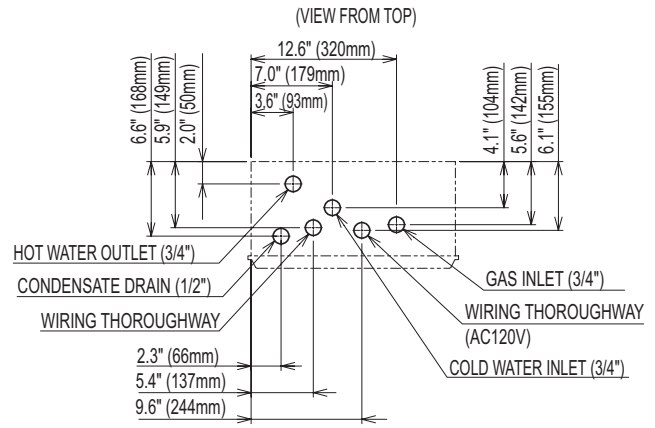 (VIEW FROM TOP)
12.6" (320mm)
7.0" (179mm)
3.6" (93mm)
6.6" (168mm)
5.9" (149mm)
2.0" (50mm)
4.1" (104mm)
5.6" (142mm)
6.1" (155mm)
HOT WATER OUTLET (3/4")
CONDENSATE DRAIN (1/2")
WIRING THOROUGHWAY
GAS INLET (3/4")
WIRING THOROUGHWAY
(AC120V)
COLD WATER INLET (3/4")
2.3" (66mm)
5.4" (137mm)
9.6" (244mm)